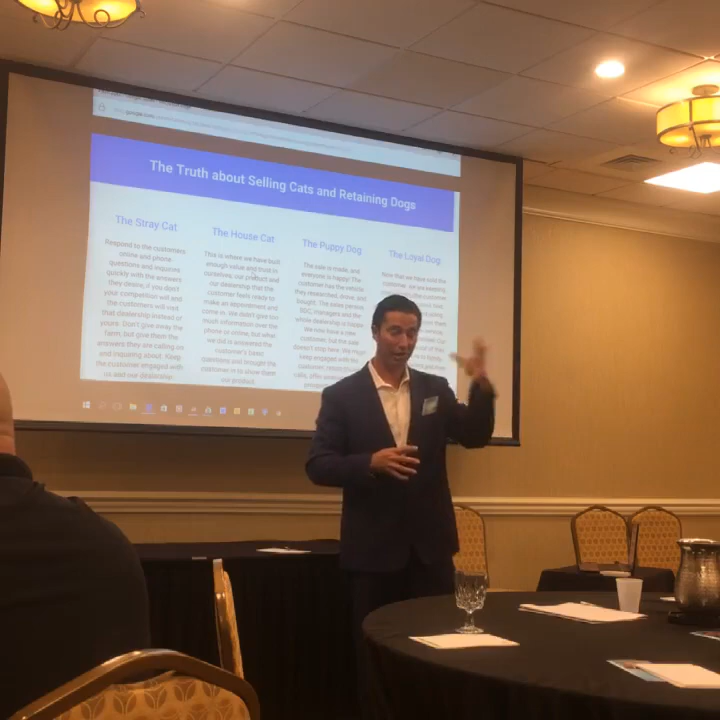 google.com
The Truth about Selling Cats and Retaining Dogs
The Stray Cat
Respond to the customers
online and phone
questions and inquiries
quickly with the answers
they desire, if you don't
your competition will and
the customers will visit
that dealership instead of
yours. Don't give away the
farm, but give them the
answers they are calling on
and inquiring about. Keep
the customer engaged with
us and our dealership.
The House Cat
This is where we have built
enough value and trust in
ourselves, our product and
our dealership that the
customer feels ready to
make an appointment and
come in. We didn't give too
much information over the
phone or online, but what
we did is answered the
customer's basic
questions and brought the
customer in to show them
the product.
The Puppy Dog
The sale is made, and
everyone is happy! The
customer has the vehicle
they researched, drove, and
bought. The sales person,
BDC, managers and the
whole dealership is happy.
We now have a new
customer, but the sale
doesn't stop here. We must
keep engaged with the
customer,
calls, offer
The Loyal Dog
Now that we have sold the
customer, we are keeping
the customer